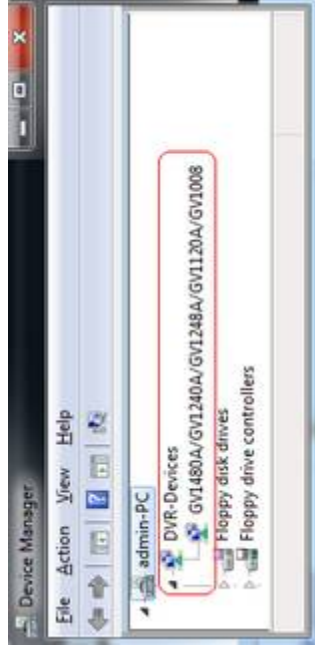 Device Manager
File Action View Help
admin-PC
DVR-Devices
GV1480A/GV1240A/GV1248A/GV1120A/GV1008
Floppy disk drives
Floppy drive controllers